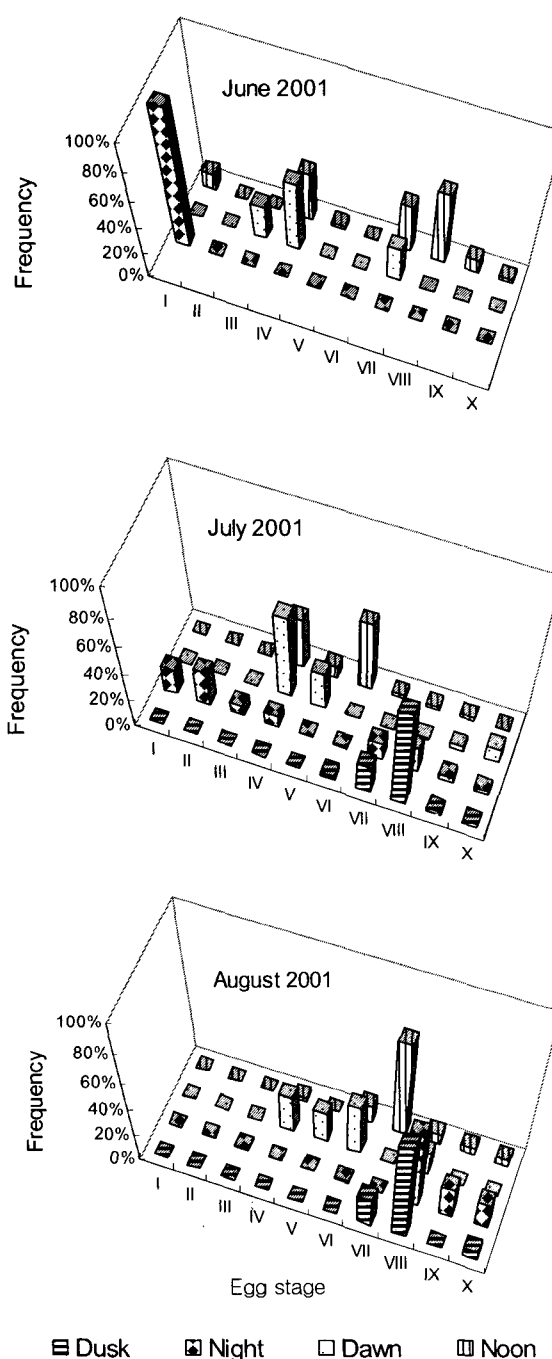 June 2001
Frequency
100%
80%
60%
40%
20%
0%
I II III IV V VI VII VIII IX X
July 2001
Frequency
100%
80%
60%
40%
20%
0%
I II III IV V VI VII VIII IX X
August 2001
Frequency
100%
80%
60%
40%
20%
0%
I II III IV V VI VII VIII IX X
Egg stage
Dusk Night Dawn Noon